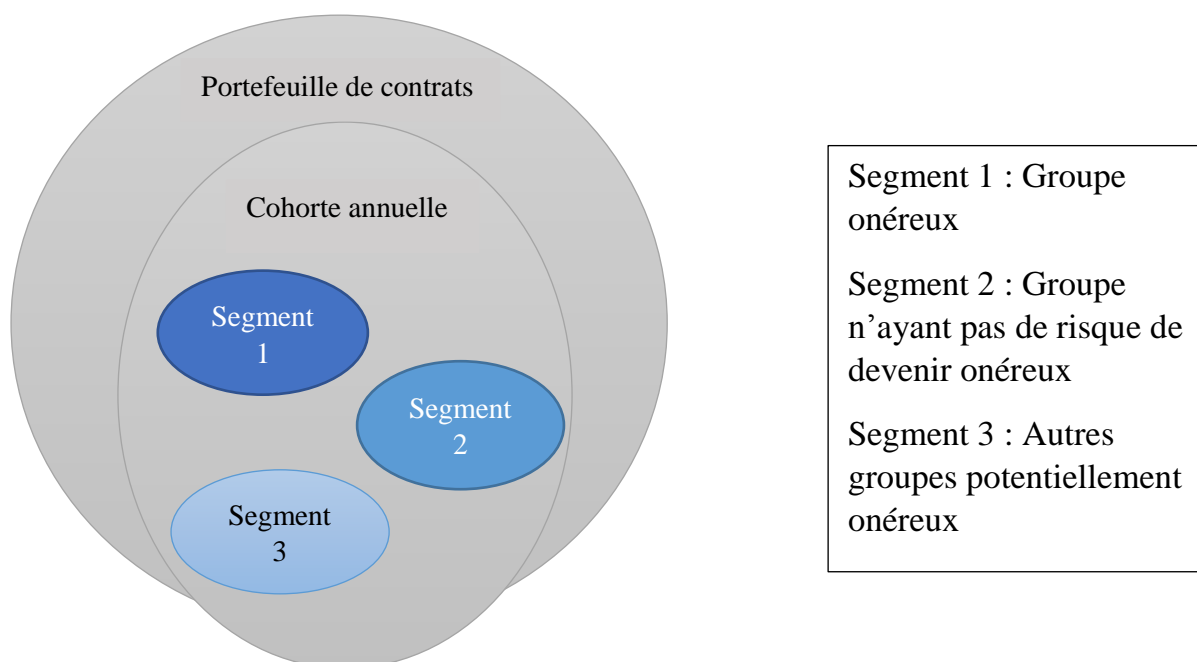 Portefeuille de contrats
Cohorte annuelle
Segment
1
Segment
2
Segment
3
Segment 1 : Groupe
onéreux
Segment 2 : Groupe
n’ayant pas de risque de
devenir onéreux
Segment 3 : Autres
groupes potentiellement
onéreux